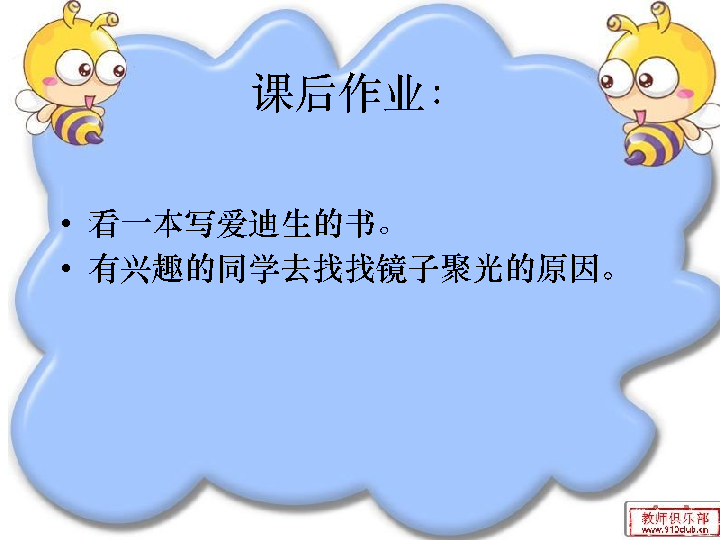 课后作业：
• 看一本写爱迪生的书。
• 有兴趣的同学去找找镜子聚光的原因。
教师俱乐部
www.910club.cn